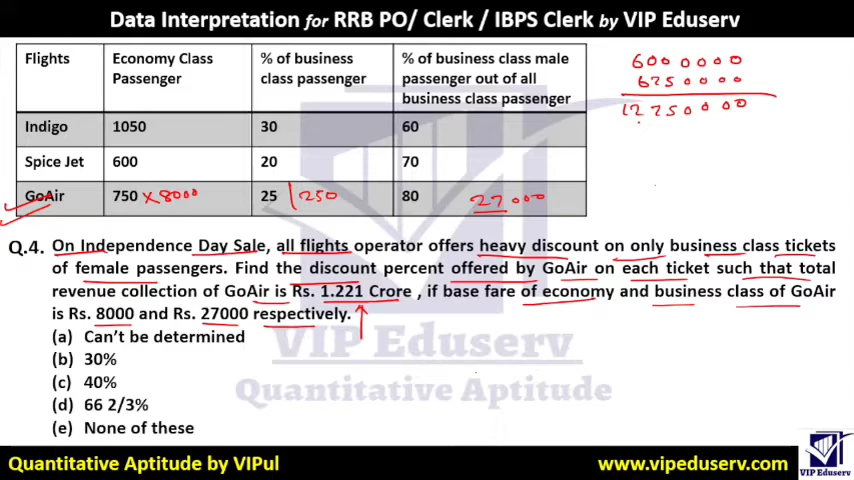 Data Interpretation for RRB PO/ Clerk / IBPS Clerk by VIP Eduserv
Flights Economy Class Passenger % of business class passenger % of business class male passenger out of all business class passenger
6000 0000
6750000
12750000
Indigo 1050 30 60
Spice Jet 600 20 70
GoAir 750 ×8000 25 250 80 27000
Q.4. On Independence Day Sale, all flights operator offers heavy discount on only business class tickets
of female passengers. Find the discount percent offered by GoAir on each ticket such that total
revenue collection of GoAir is Rs. 1.221 Crore , if base fare of economy and business class of GoAir
is Rs. 8000 and Rs. 27000 respectively.
(a) Can't be determined
(b) 30%
(c) 40%
(d) 66 2/3%
(e) None of these
VIP Eduserv
Quantitative Aptitude
Quantitative Aptitude by VIPul
www.vipeduserv.com
VIP Eduserv